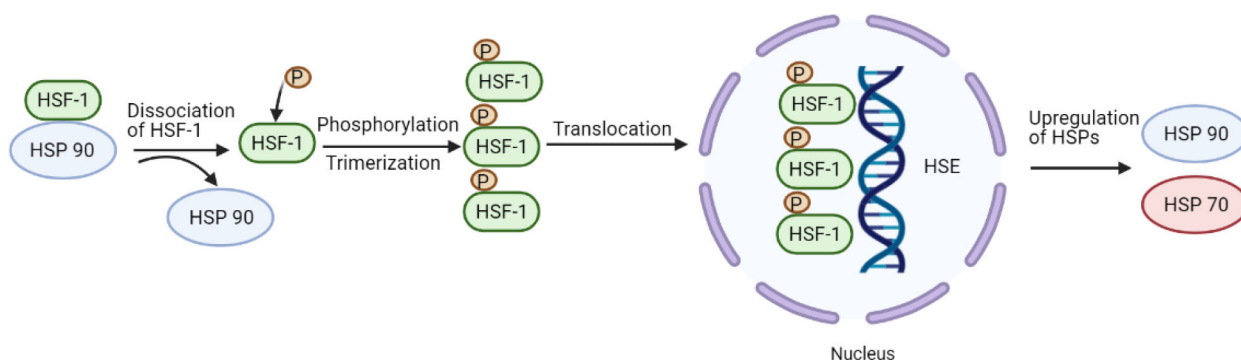 HSF-1
HSP 90
Dissociation
of HSF-1
HSP 90
P
HSF-1
Phosphorylation
Trimerization
P
HSF-1
P
HSF-1
P
HSF-1
Translocation
P
HSF-1
P
HSF-1
P
HSF-1
HSE
Nucleus
Upregulation
of HSPs
HSP 90
HSP 70